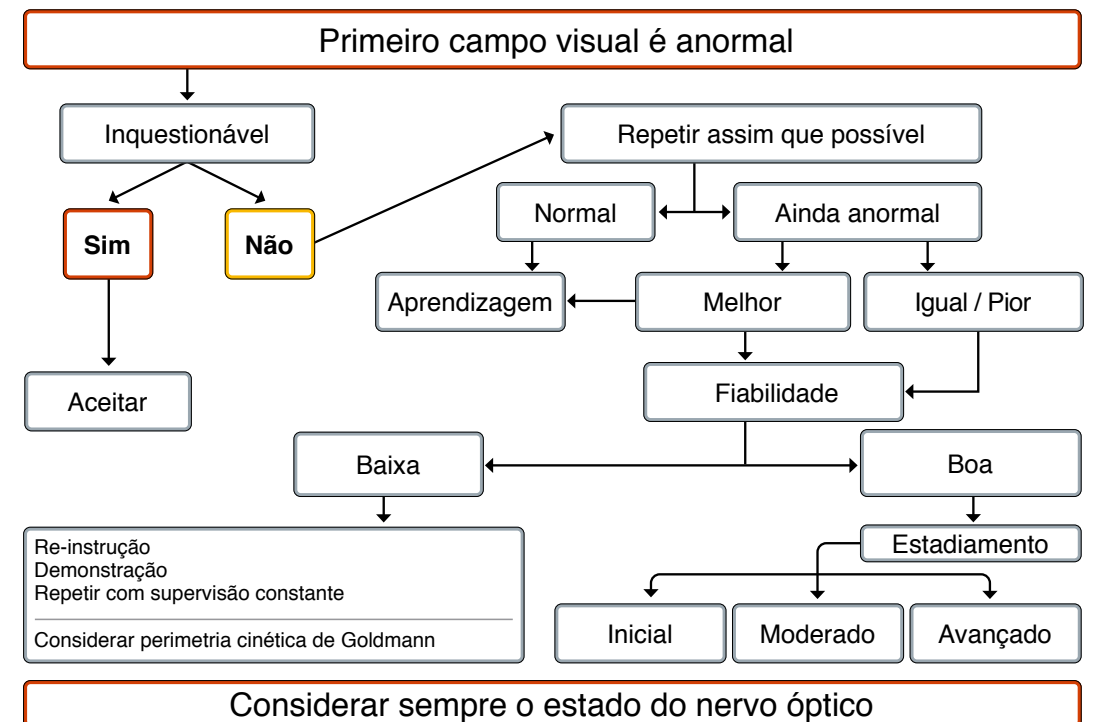 Primeiro campo visual é anormal
Inquestionável
Repetir assim que possível
Sim
Não
Normal
Ainda anormal
Aprendizagem
Melhor
Igual / Pior
Aceitar
Fiabilidade
Baixa
Boa
Re-instrução
Demonstração
Repetir com supervisão constante
Considerar perimetria cinética de Goldmann
Estadiamento
Inicial
Moderado
Avançado
Considerar sempre o estado do nervo óptico